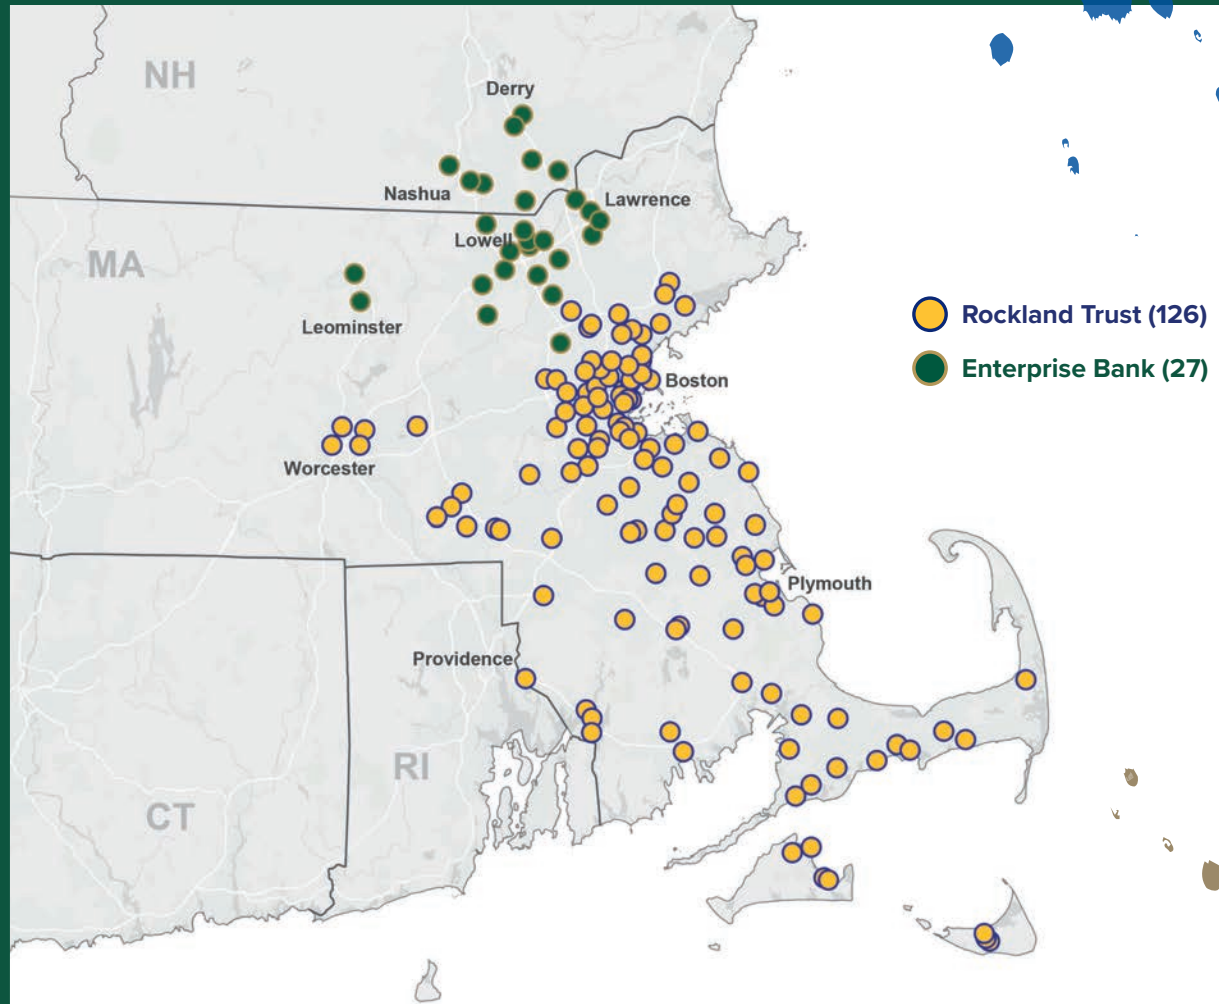 NH
Derry
Nashua
Lawrence
Lowell
MA
Leominster
Rockland Trust (126)
Enterprise Bank (27)
Boston
Worcester
Plymouth
Providence
RI
CT